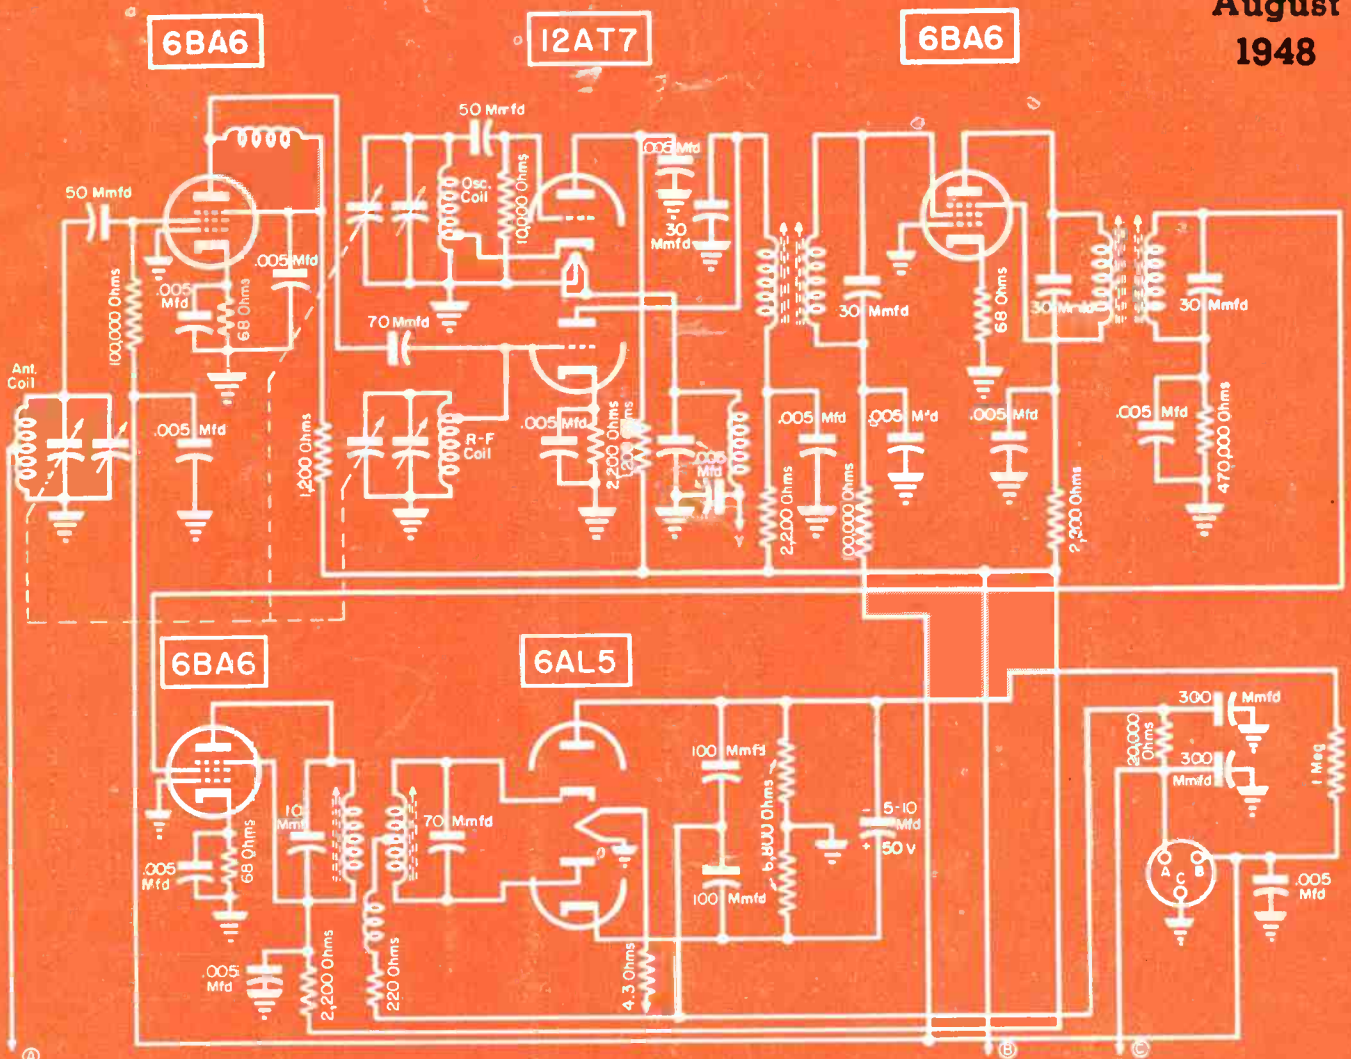 August
1948
6BA6
12AT7
6BA6
50 Mmfd
50 Mmfd
.005 Mfd
Osc.
Coil
10,000 Ohms
30
Mmfd
.005 Mfd
.005
Mfd
68 Ohms
100,000 Ohms
70 Mmfd
30 Mmfd
68 Ohms
30 Mmfd
30 Mmfd
Ant.
Coil
.005 Mfd
1,200 Ohms
R-F
Coil
.005 Mfd
2,200 Ohms
1,200 Ohms
.005
Mfd
Y
2,200 Ohms
.005 Mfd
100,000 Ohms
.005 Mfd
.005 Mfd
2,200 Ohms
.005 Mfd
470,000 Ohms
6BA6
6AL5
300 Mmfd
20,000
Ohms
300
Mmfd
1 Meg
100 Mmfd
10
Mmf
70 Mmfd
6,800 Ohms
- 5-10
Mfd
+ 50 V
.005
Mfd
68 Ohms
100 Mmfd
A
B
C
.005
Mfd
.005
Mfd
2,200 Ohms
220 Ohms
4.3 Ohms
A
B
C